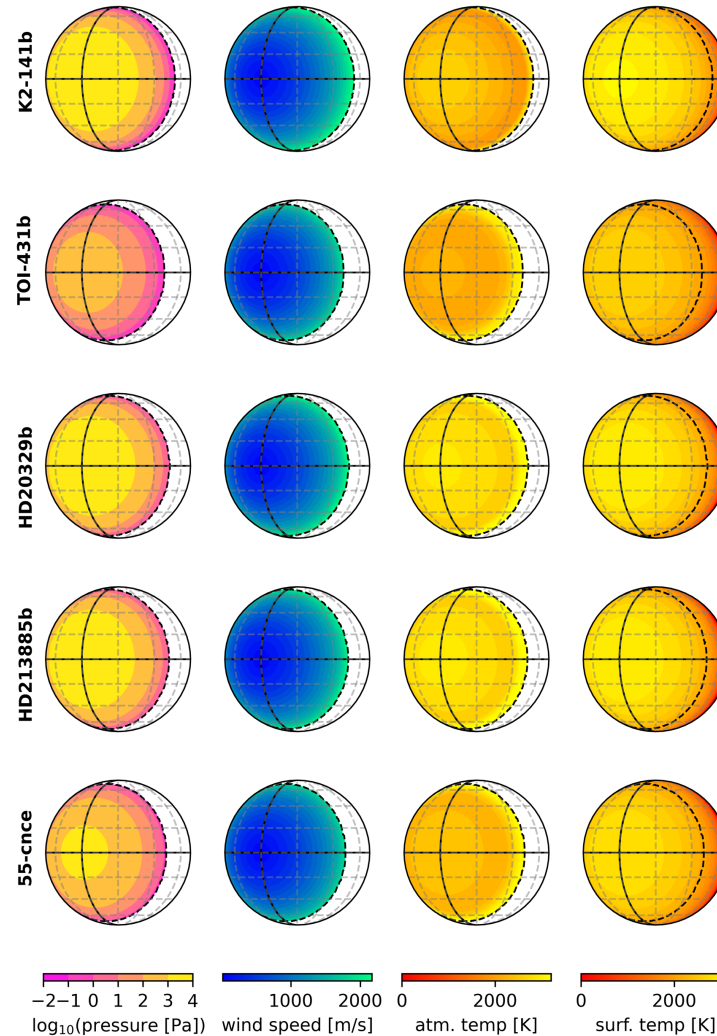 K2-141b
TOI-431b
HD20329b
HD213885b
55-cnce
−2 −1 0 1 2 3 4
log10(pressure [Pa])
1000 2000
wind speed [m/s]
0 2000
atm. temp [K]
0 2000
surf. temp [K]